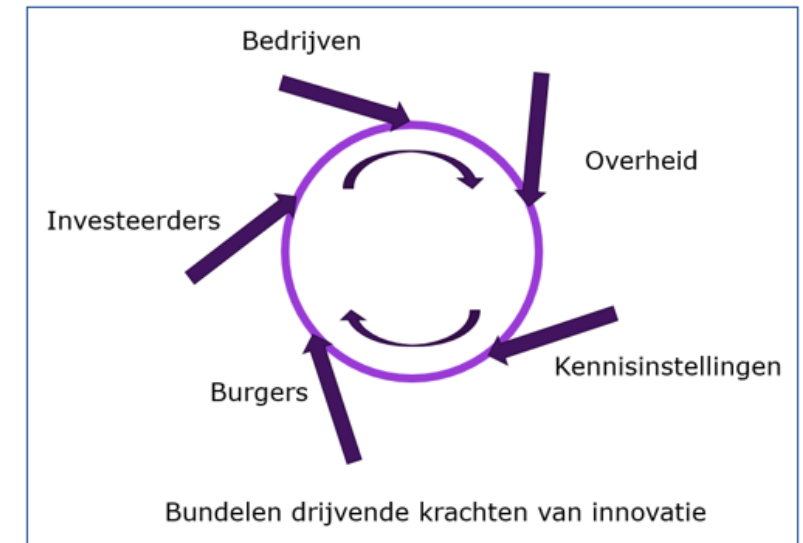 Bedrijven
Overheid
Investeerders
Kennisinstellingen
Burgers
Bundelen drijvende krachten van innovatie